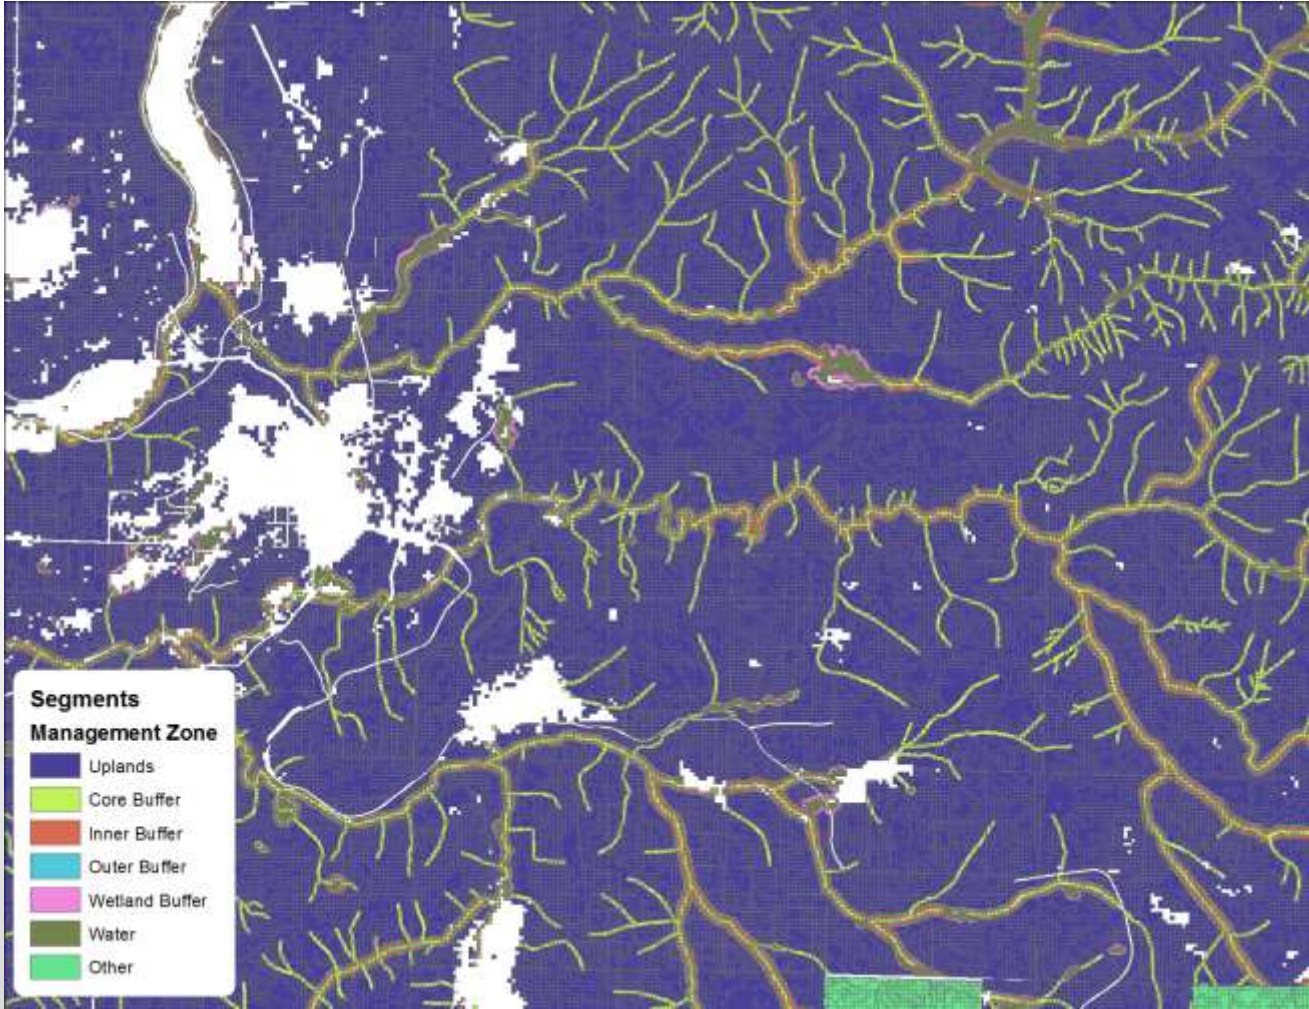 Segments
Management Zone
Uplands
Core Buffer
Inner Buffer
Outer Buffer
Wetland Buffer
Water
Other